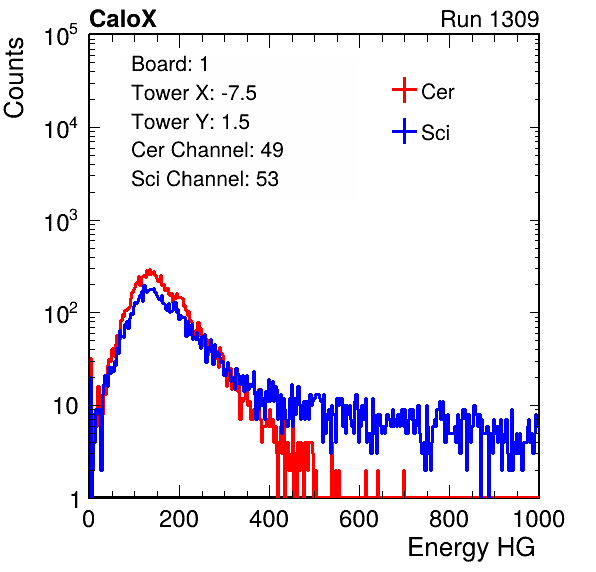 CaloX Run 1309
Counts
Board: 1
Tower X: -7.5
Tower Y: 1.5
Cer Channel: 49
Sci Channel: 53
Cer
Sci
10^5
10^4
10^3
10^2
10
1
0 200 400 600 800 1000
Energy HG